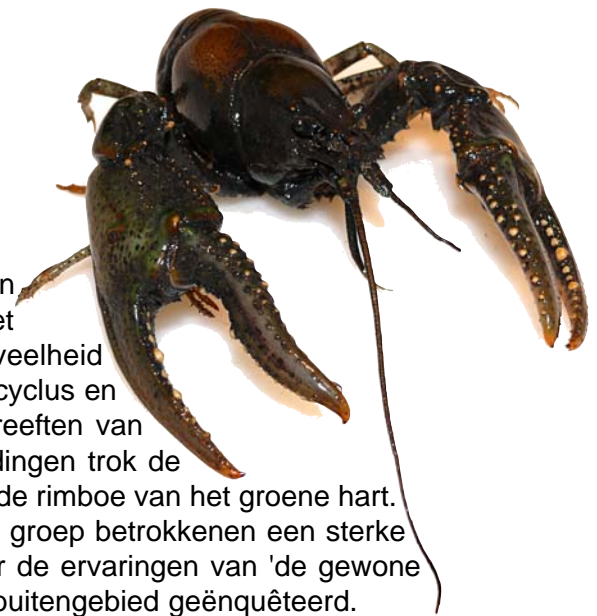 n
et
veelheid
cyclus en
reeften van
dingen trok de
de rimboe van het groene hart.
groep betrokkenen een sterke
r de ervaringen van 'de gewone
buitengebied geënquêteerd.